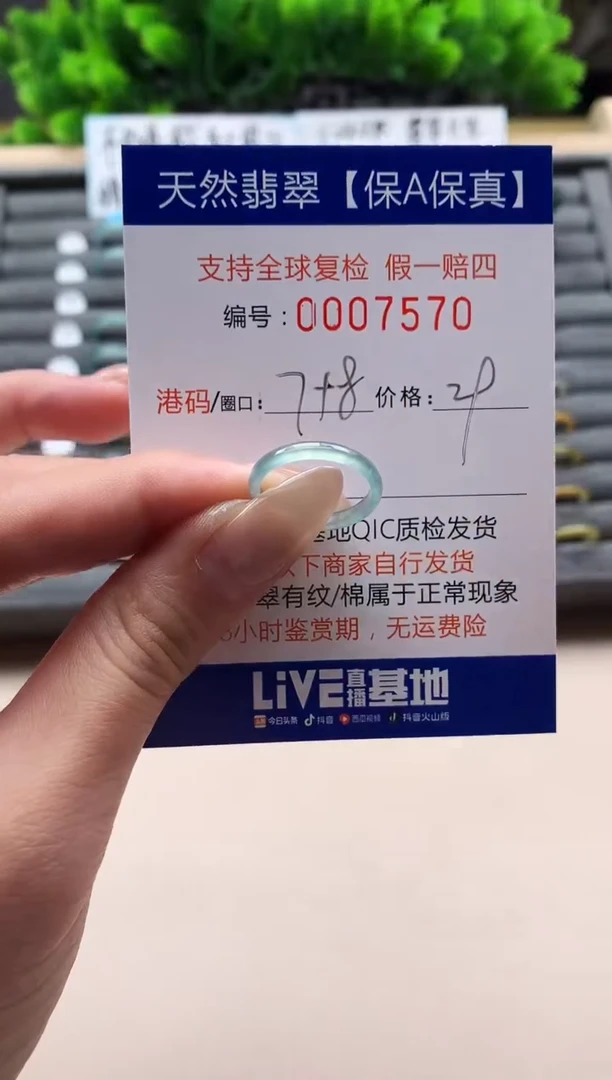 天然翡翠【保A保真】
支持全球复检 假一赔四
编号:0007570
港码/圈口: 7+8 价格: 29
基地QIC质检发货
下商家自行发货
翠有纹/棉属于正常现象
小时鉴赏期,无运费险
LiVE直播基地
今日头条 抖音 西瓜视频 抖音火山版